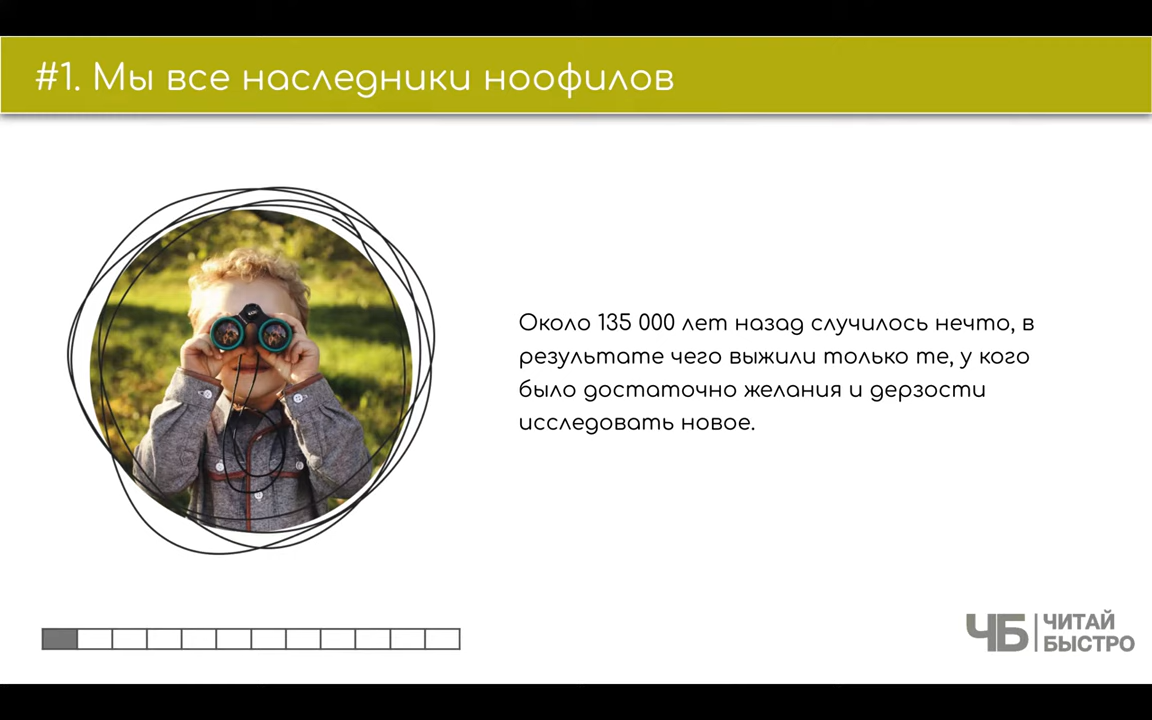 #1. Мы все наследники ноофилов
Около 135 000 лет назад случилось нечто, в
результате чего выжили только те, у кого
было достаточно желания и дерзости
исследовать новое.
ЧБ
ЧИТАЙ
БЫСТРО